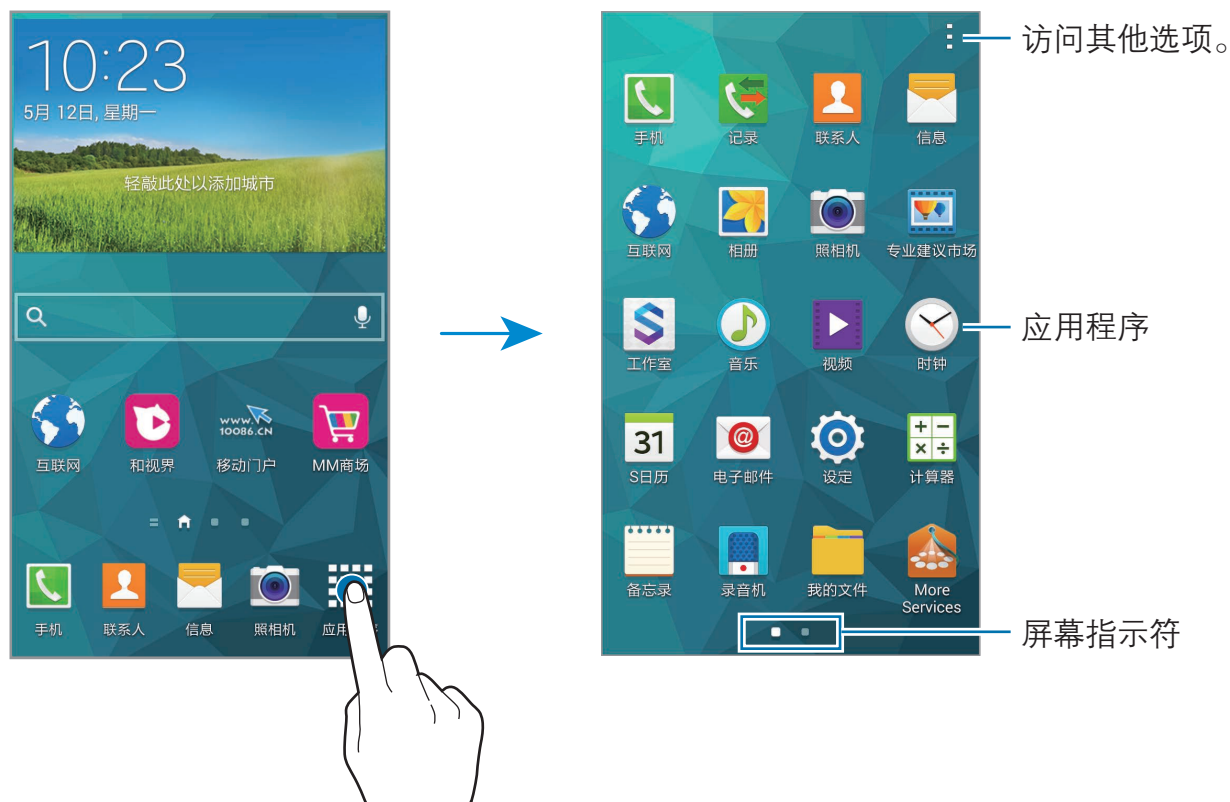 10:23
5月 12日, 星期一
轻敲此处以添加城市
互联网
和视界
www.
10086.CN
移动门户
MM商场
手机
联系人
信息
照相机
应用
访问其他选项。
手机
记录
联系人
信息
互联网
相册
照相机
专业建议市场
工作室
音乐
视频
时钟
应用程序
31
S日历
@
电子邮件
设定
计算器
备忘录
录音机
我的文件
More
Services
屏幕指示符